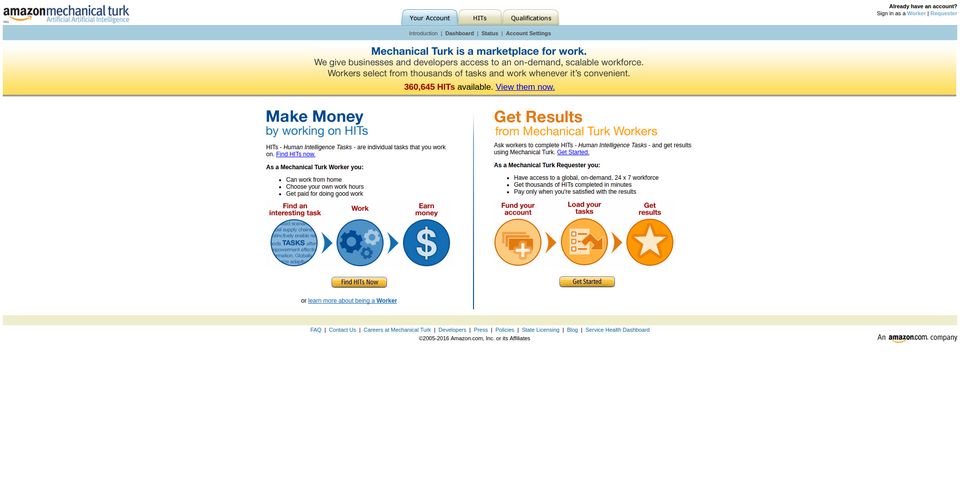 amazonmechanical turk
Artificial Artificial Intelligence
Your Account
HITs
Qualifications
Already have an account?
Sign in as a Worker | Requester
Introduction | Dashboard | Status | Account Settings
Mechanical Turk is a marketplace for work.
We give businesses and developers access to an on-demand, scalable workforce.
Workers select from thousands of tasks and work whenever it's convenient.
360,645 HITs available. View them now.
Make Money
by working on HITs
HITs - Human Intelligence Tasks - are individual tasks that you work
on. Find HITs now.
As a Mechanical Turk Worker you:
• Can work from home
• Choose your own work hours
• Get paid for doing good work
Find an
interesting task
Work
Earn
money
TASKS
$
Find HITs Now
or learn more about being a Worker
Get Results
from Mechanical Turk Workers
Ask workers to complete HITs - Human Intelligence Tasks - and get results
using Mechanical Turk. Get Started.
As a Mechanical Turk Requester you:
• Have access to a global, on-demand, 24 x 7 workforce
• Get thousands of HITs completed in minutes
• Pay only when you're satisfied with the results
Fund your
account
Load your
tasks
Get
results
Get Started
FAQ | Contact Us | Careers at Mechanical Turk | Developers | Press | Policies | State Licensing | Blog | Service Health Dashboard
©2005-2016 Amazon.com, Inc. or its Affiliates
An amazon.com. company